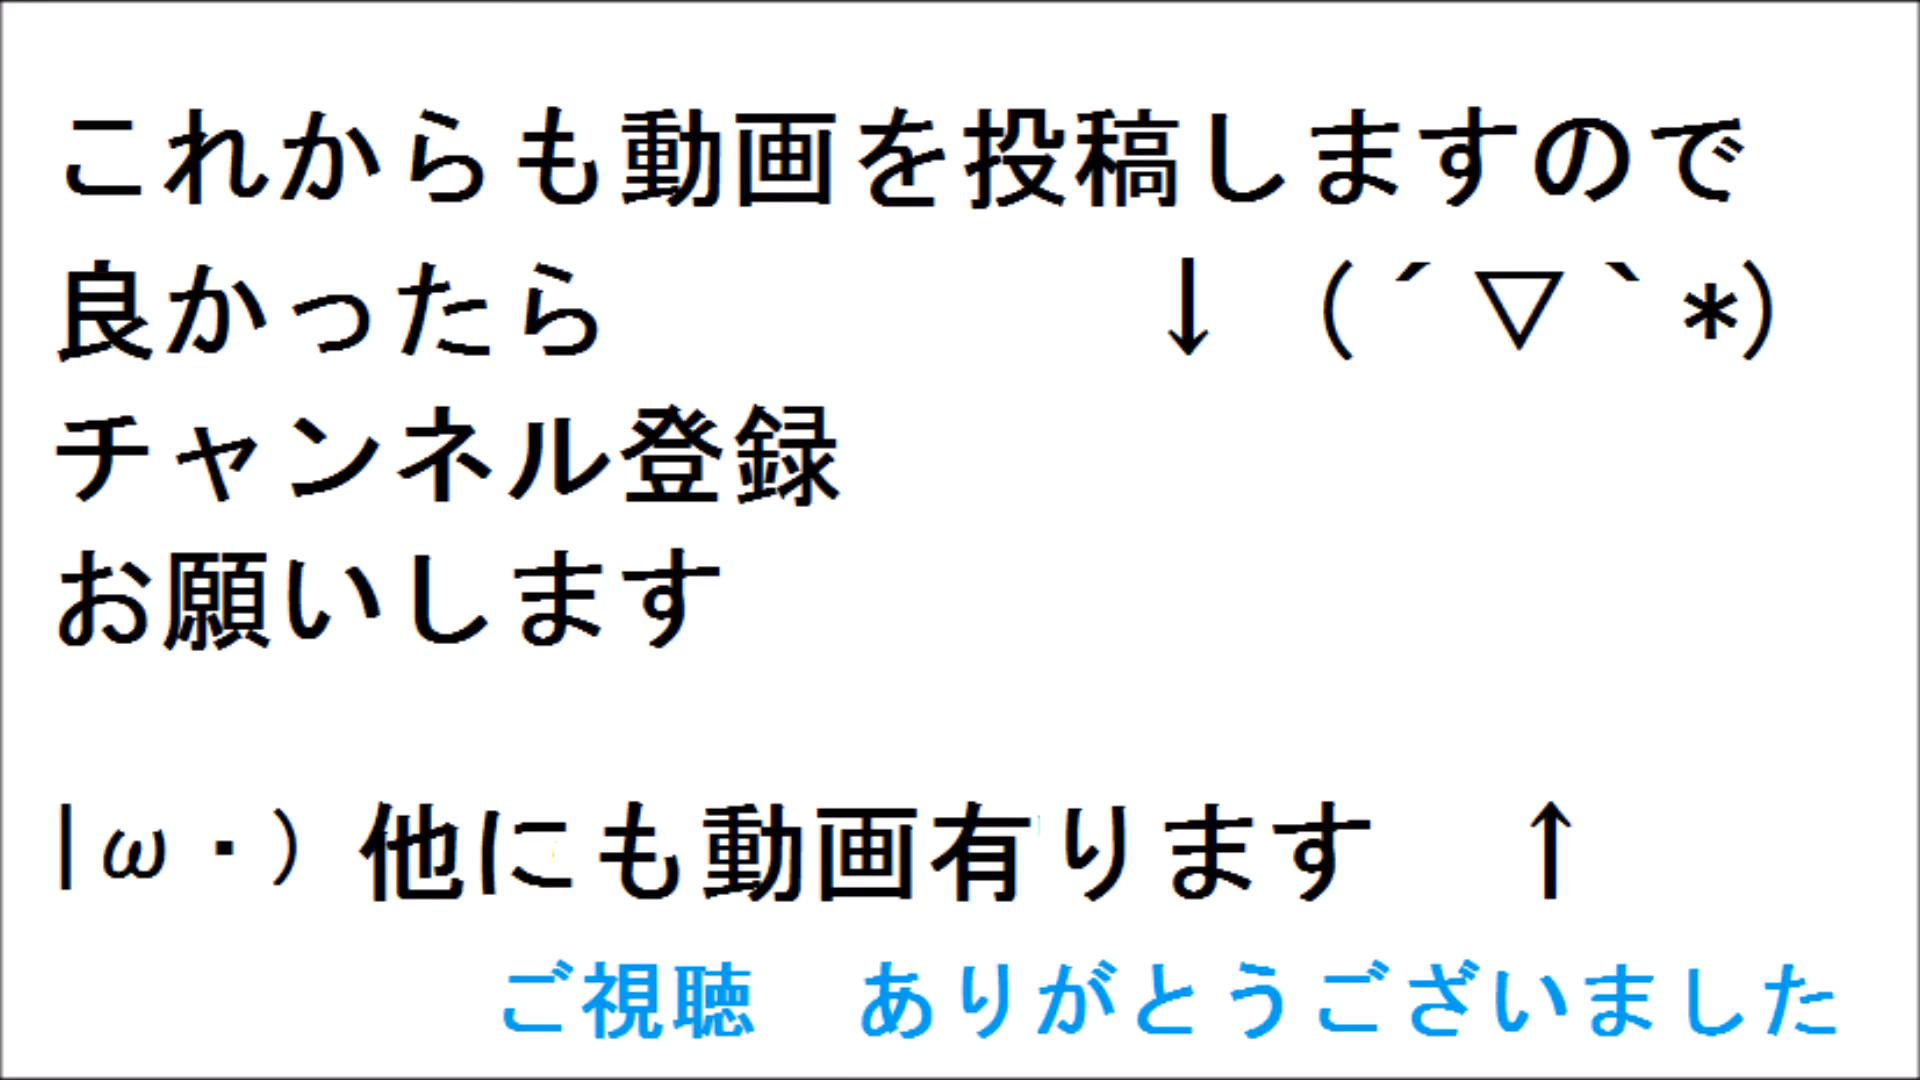 これからも動画を投稿しますので
良かったら　　　　　↓（´▽｀*）
チャンネル登録
お願いします
|ω・）他にも動画有ります　↑
ご視聴　ありがとうございました